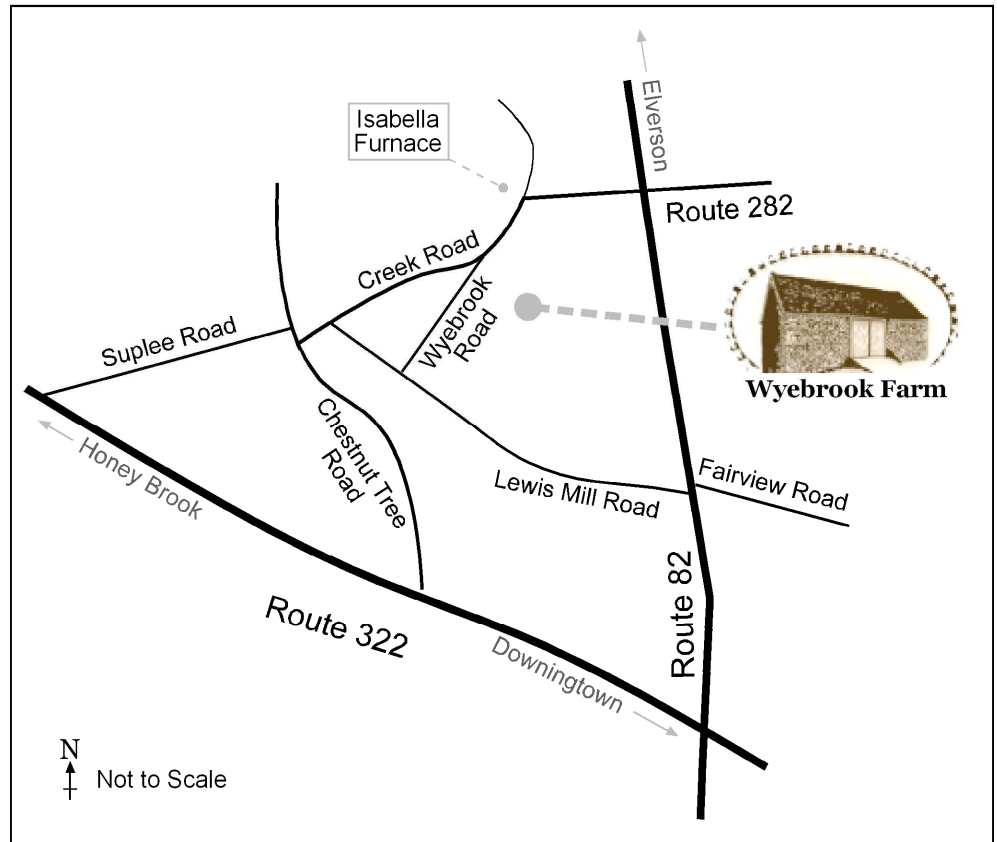 Elverson
Isabella
Furnace
Route 282
Creek Road
Suplee Road
Wyebrook
Road
Wyebrook Farm
Chestnut Tree
Road
Honey Brook
Lewis Mill Road
Fairview Road
Route 82
Route 322
Downingtown
N
Not to Scale